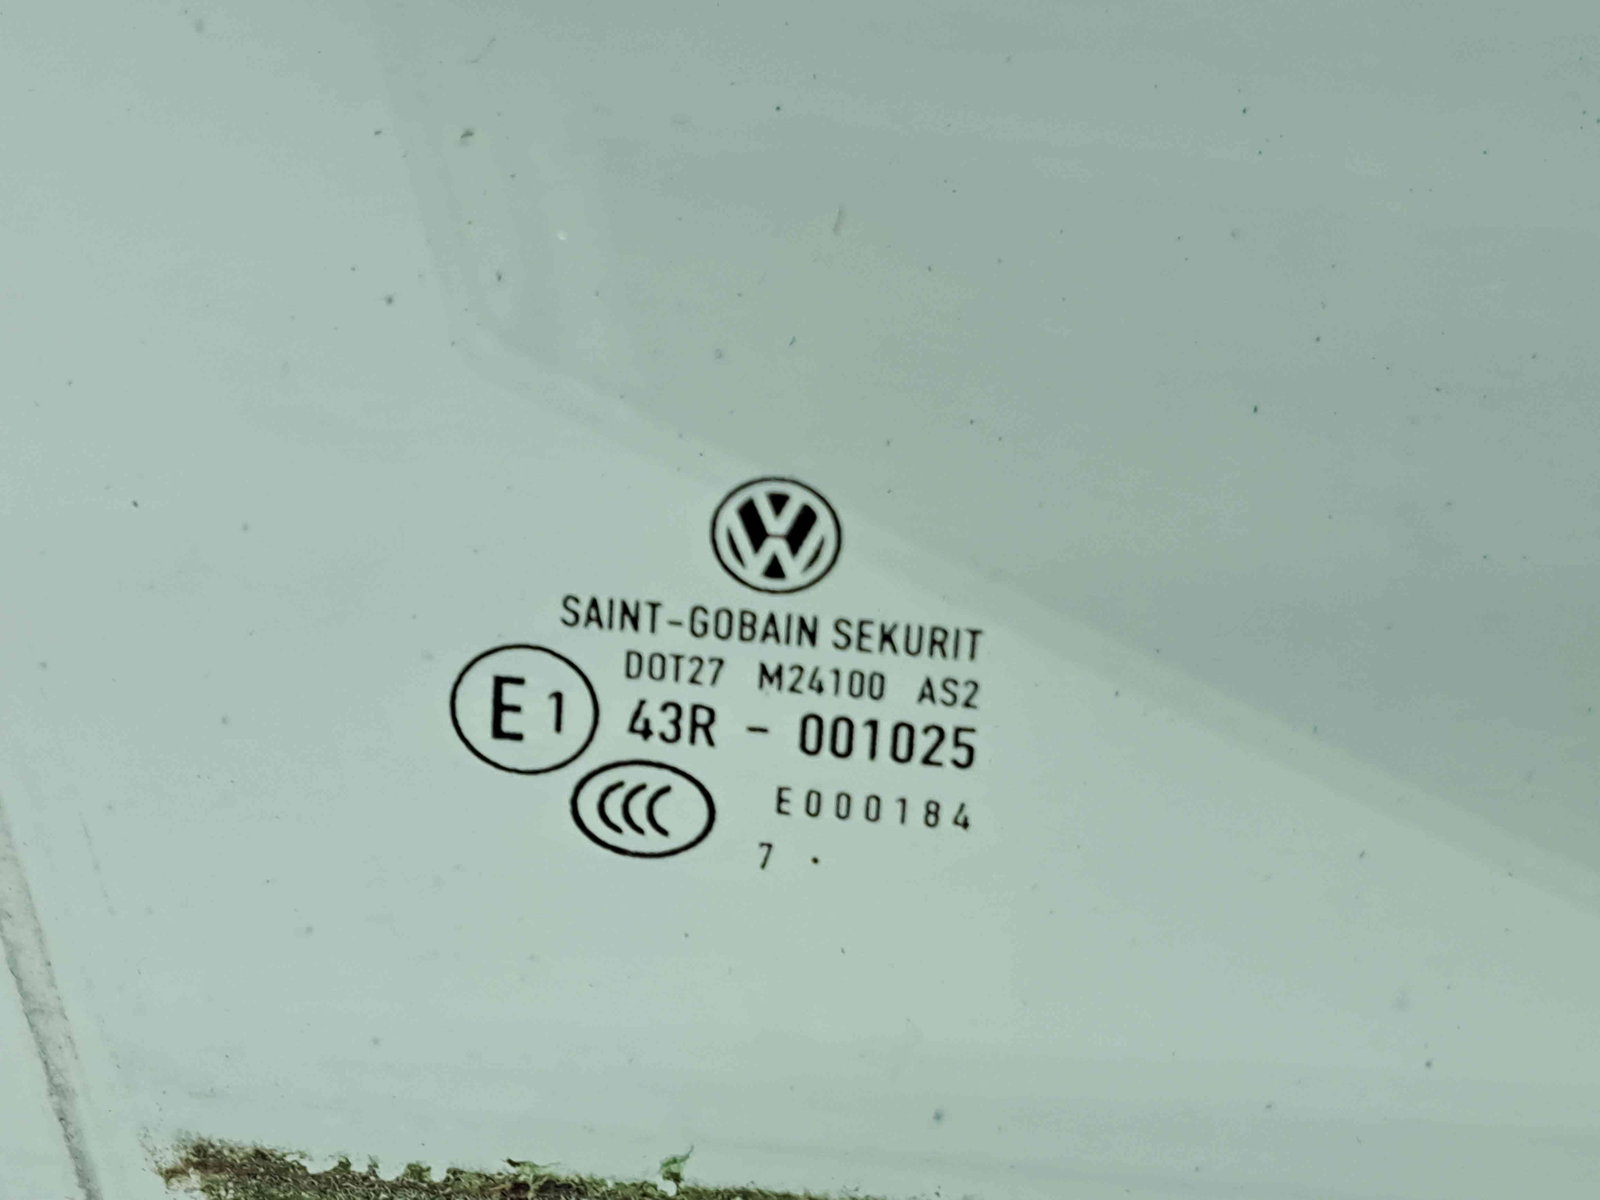 SAINT-GOBAIN SEKURIT
DOT27 M24100 AS2
E1 43R - 001025
CCC E000184
7 .